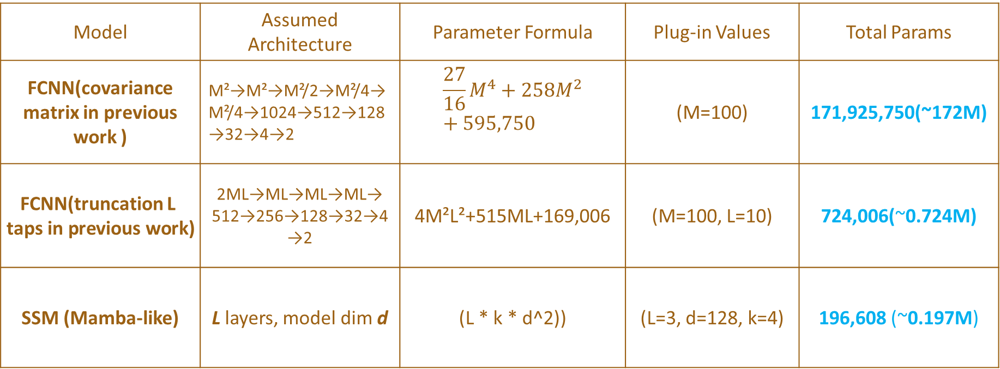 Model
Assumed
Architecture
Parameter Formula
Plug-in Values
Total Params
FCNN(covariance
matrix in previous
work )
M²→M²→M²/2→M²/4→
M²/4→1024→512→128
→32→4→2
27/16 M⁴ + 258M²
+ 595,750
(M=100)
171,925,750(~172M)
FCNN(truncation L
taps in previous work)
2ML→ML→ML→ML→
512→256→128→32→4
→2
4M²L²+515ML+169,006
(M=100, L=10)
724,006(~0.724M)
SSM (Mamba-like)
L layers, model dim d
(L * k * d^2))
(L=3, d=128, k=4)
196,608 (~0.197M)